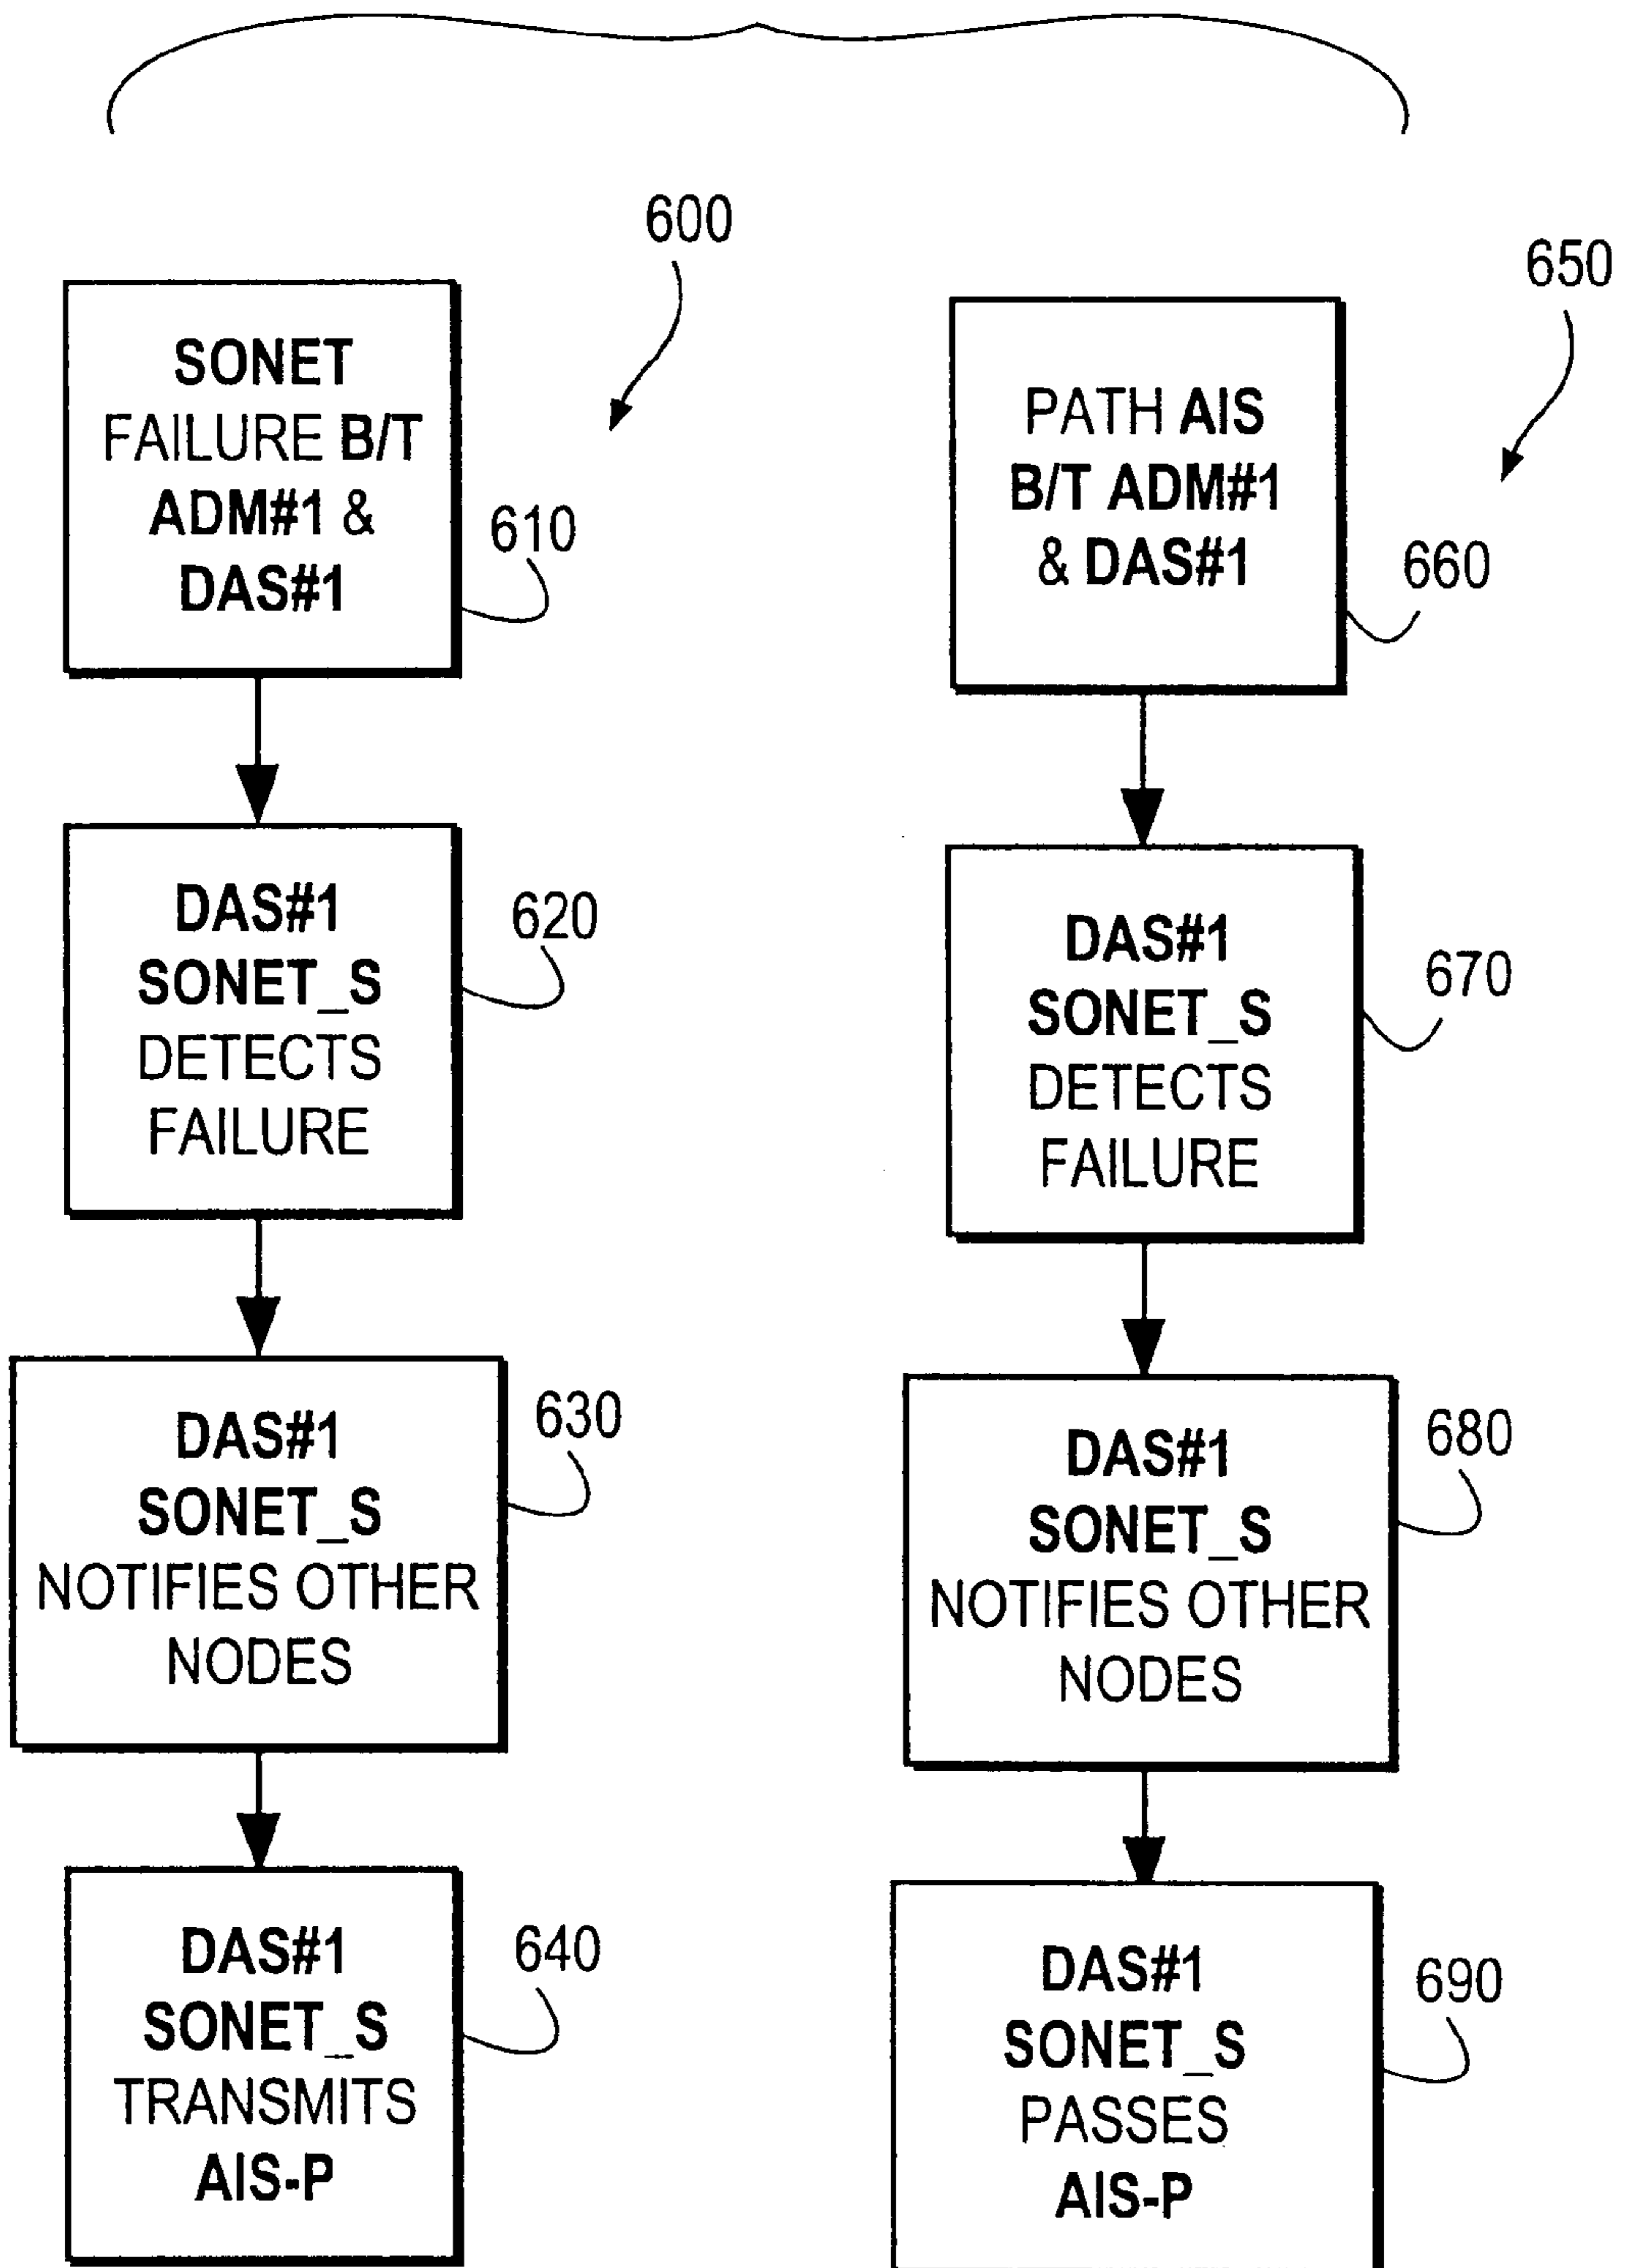 600
SONET
FAILURE B/T
ADM#1 &
DAS#1
610
DAS#1
SONET_S
DETECTS
FAILURE
620
DAS#1
SONET_S
NOTIFIES OTHER
NODES
630
DAS#1
SONET_S
TRANSMITS
AIS-P
640
650
PATH AIS
B/T ADM#1
& DAS#1
660
DAS#1
SONET_S
DETECTS
FAILURE
670
DAS#1
SONET_S
NOTIFIES OTHER
NODES
680
DAS#1
SONET_S
PASSES
AIS-P
690